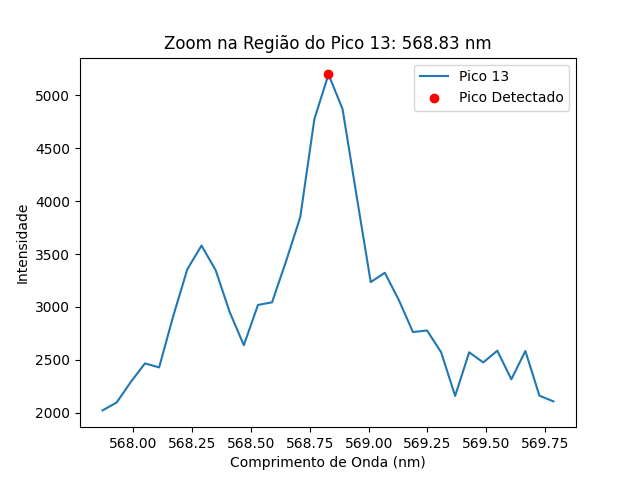 Zoom na Região do Pico 13: 568.83 nm
Pico 13
Pico Detectado
Intensidade
5000
4500
4000
3500
3000
2500
2000
568.00 568.25 568.50 568.75 569.00 569.25 569.50 569.75
Comprimento de Onda (nm)